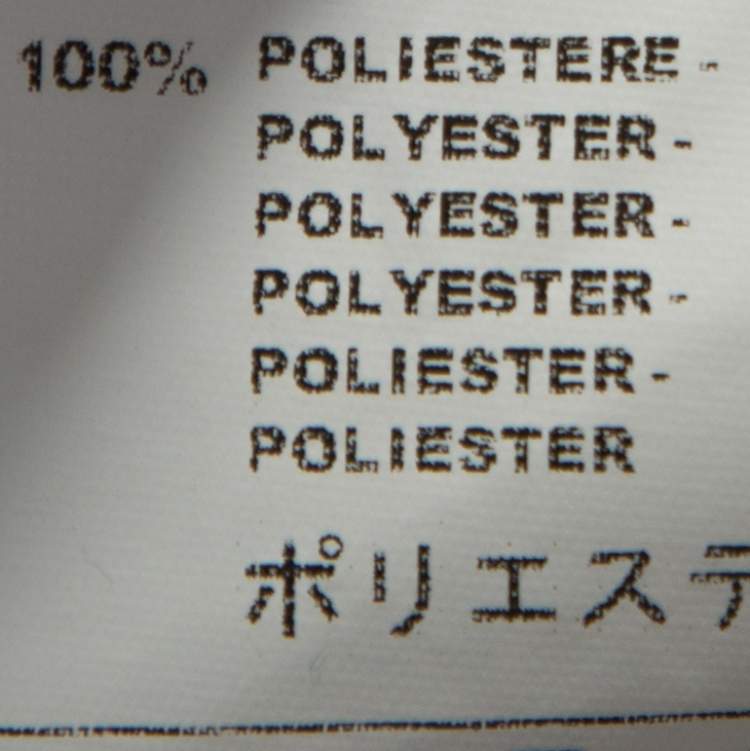 100% POLIESTERE -
POLYESTER -
POLYESTER -
POLYESTER -
POLIESTER -
POLIESTER
ポリエステ